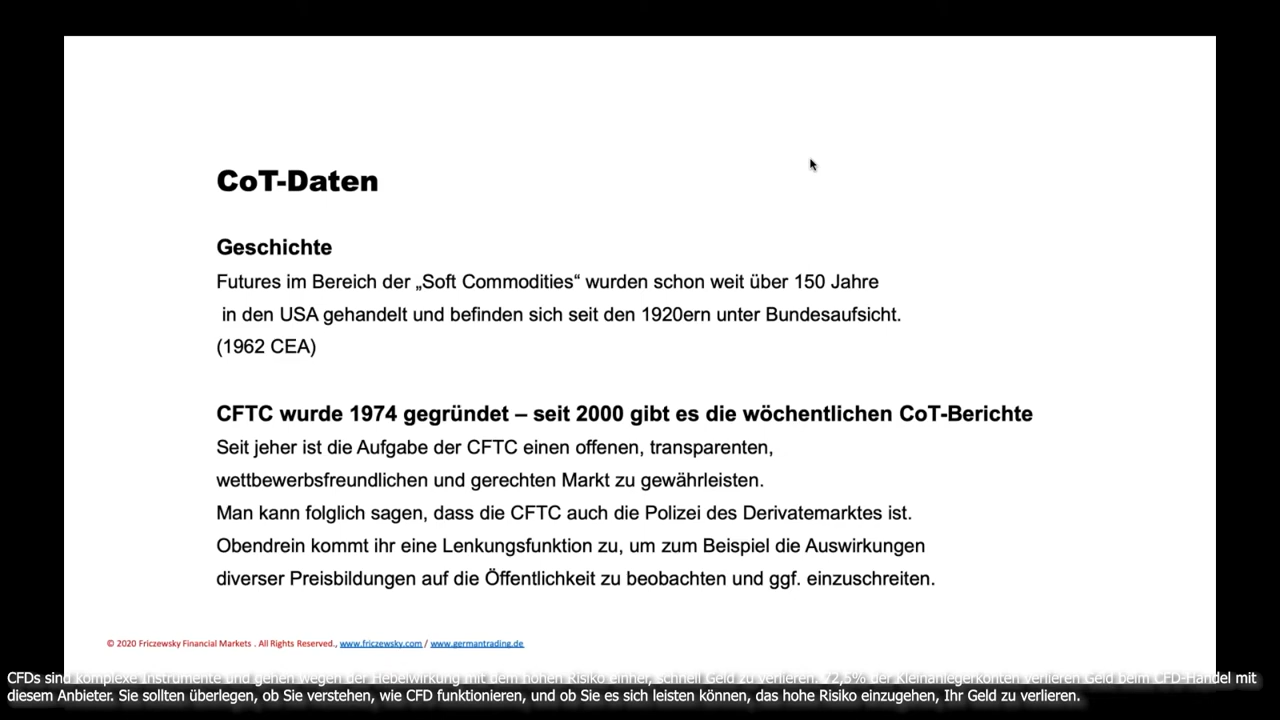 CoT-Daten
Geschichte
Futures im Bereich der „Soft Commodities“ wurden schon weit über 150 Jahre
in den USA gehandelt und befinden sich seit den 1920ern unter Bundesaufsicht.
(1962 CEA)
CFTC wurde 1974 gegründet – seit 2000 gibt es die wöchentlichen CoT-Berichte
Seit jeher ist die Aufgabe der CFTC einen offenen, transparenten,
wettbewerbsfreundlichen und gerechten Markt zu gewährleisten.
Man kann folglich sagen, dass die CFTC auch die Polizei des Derivatemarktes ist.
Obendrein kommt ihr eine Lenkungsfunktion zu, um zum Beispiel die Auswirkungen
diverser Preisbildungen auf die Öffentlichkeit zu beobachten und ggf. einzuschreiten.
© 2020 Friczewsky Financial Markets . All Rights Reserved., www.friczewsky.com / www.germantrading.de
CFDs sind komplexe Instrumente und gehen wegen der Hebelwirkung mit dem hohen Risiko einher, schnell Geld zu verlieren. 72,5% der Kleinanlegerkonten verlieren Geld beim CFD-Handel mit
diesem Anbieter. Sie sollten überlegen, ob Sie verstehen, wie CFD funktionieren, und ob Sie es sich leisten können, das hohe Risiko einzugehen, Ihr Geld zu verlieren.